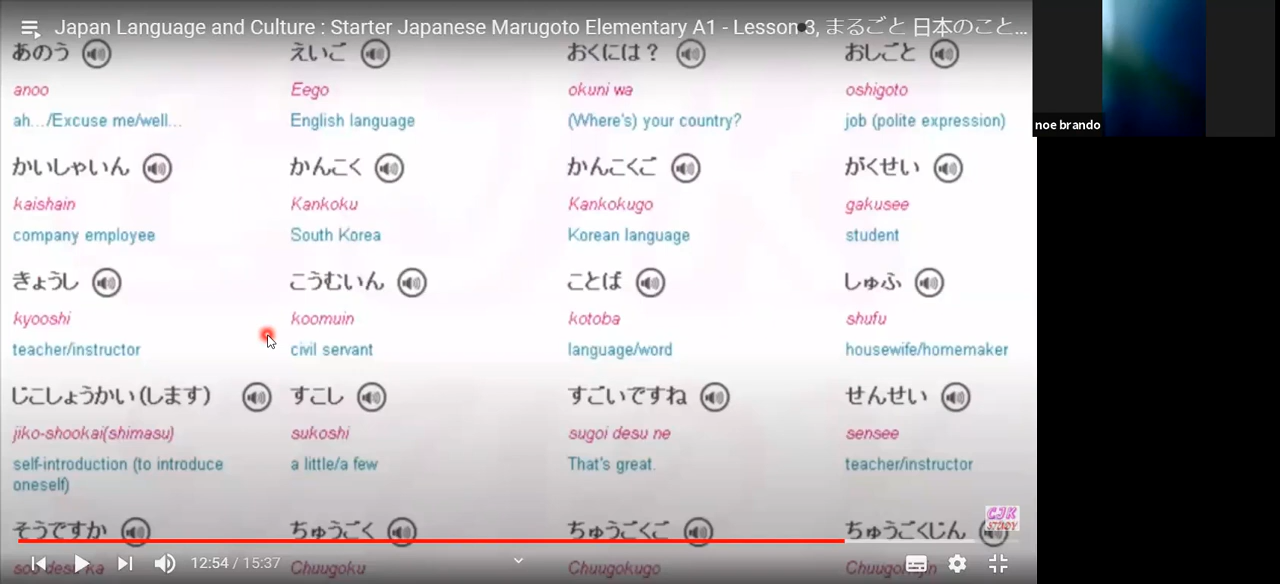 Japan Language and Culture : Starter Japanese Marugoto Elementary A1 - Lesson 3, まるごと 日本のこと...
noe brando
あのう えいご おくには？ おしごと
anoo Eego okuni wa oshigoto
ah.../Excuse me/well... English language (Where's) your country? job (polite expression)
かいしゃいん かんこく かんこくご がくせい
kaishain Kankoku Kankokugo gakusee
company employee South Korea Korean language student
きょうし こうむいん ことば しゅふ
kyooshi koomuin kotoba shufu
teacher/instructor civil servant language/word housewife/homemaker
じこしょうかい(します) すこし すごいですね せんせい
jiko-shookai(shimasu) sukoshi sugoi desu ne sensee
self-introduction (to introduce oneself) a little/a few That's great. teacher/instructor
CJK
STUDY
そうですか ちゅうごく ちゅうごくご ちゅうごくじん
12:54 / 15:37
soo desu ka Chuugoku Chuugokugo Chuugokujin